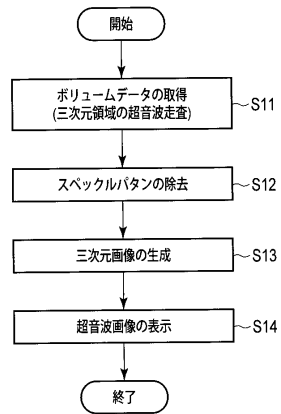 開始
ボリュームデータの取得
(三次元領域の超音波走査)
S11
スペックルパタンの除去
S12
三次元画像の生成
S13
超音波画像の表示
S14
終了